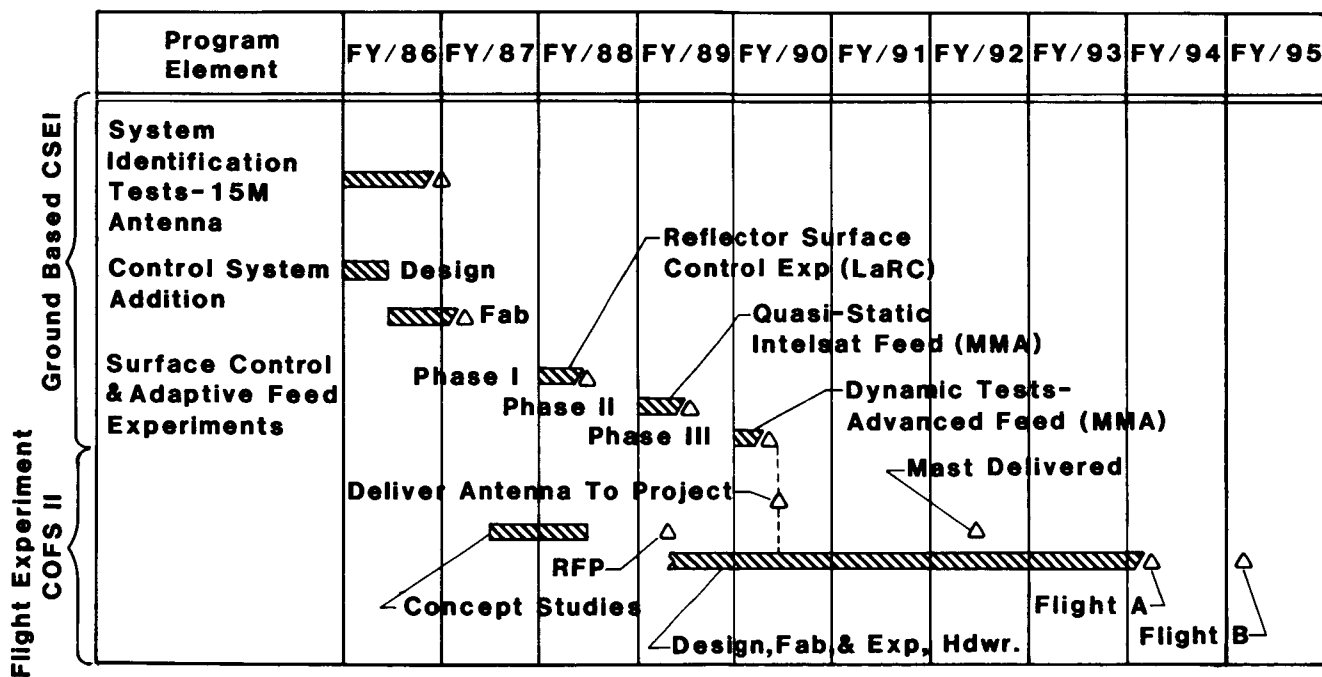 Program
Element
FY/86
FY/87
FY/88
FY/89
FY/90
FY/91
FY/92
FY/93
FY/94
FY/95
Ground Based CSEI
System
Identification
Tests-15M
Antenna
Control System
Addition
Design
Fab
Surface Control
& Adaptive Feed
Experiments
Phase I
Reflector Surface
Control Exp (LaRC)
Phase II
Quasi-Static
Intelsat Feed (MMA)
Phase III
Dynamic Tests-
Advanced Feed (MMA)
Flight Experiment
COFS II
Deliver Antenna To Project
Mast Delivered
RFP
Concept Studies
Design, Fab, & Exp, Hdwr.
Flight A
Flight B